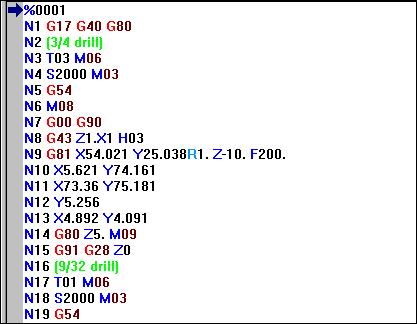 %0001
N1 G17 G40 G80
N2 (3/4 drill)
N3 T03 M06
N4 S2000 M03
N5 G54
N6 M08
N7 G00 G90
N8 G43 Z1.X1 H03
N9 G81 X54.021 Y25.038R1. Z-10. F200.
N10 X5.621 Y74.161
N11 X73.36 Y75.181
N12 Y5.256
N13 X4.892 Y4.091
N14 G80 Z5. M09
N15 G91 G28 Z0
N16 (9/32 drill)
N17 T01 M06
N18 S2000 M03
N19 G54